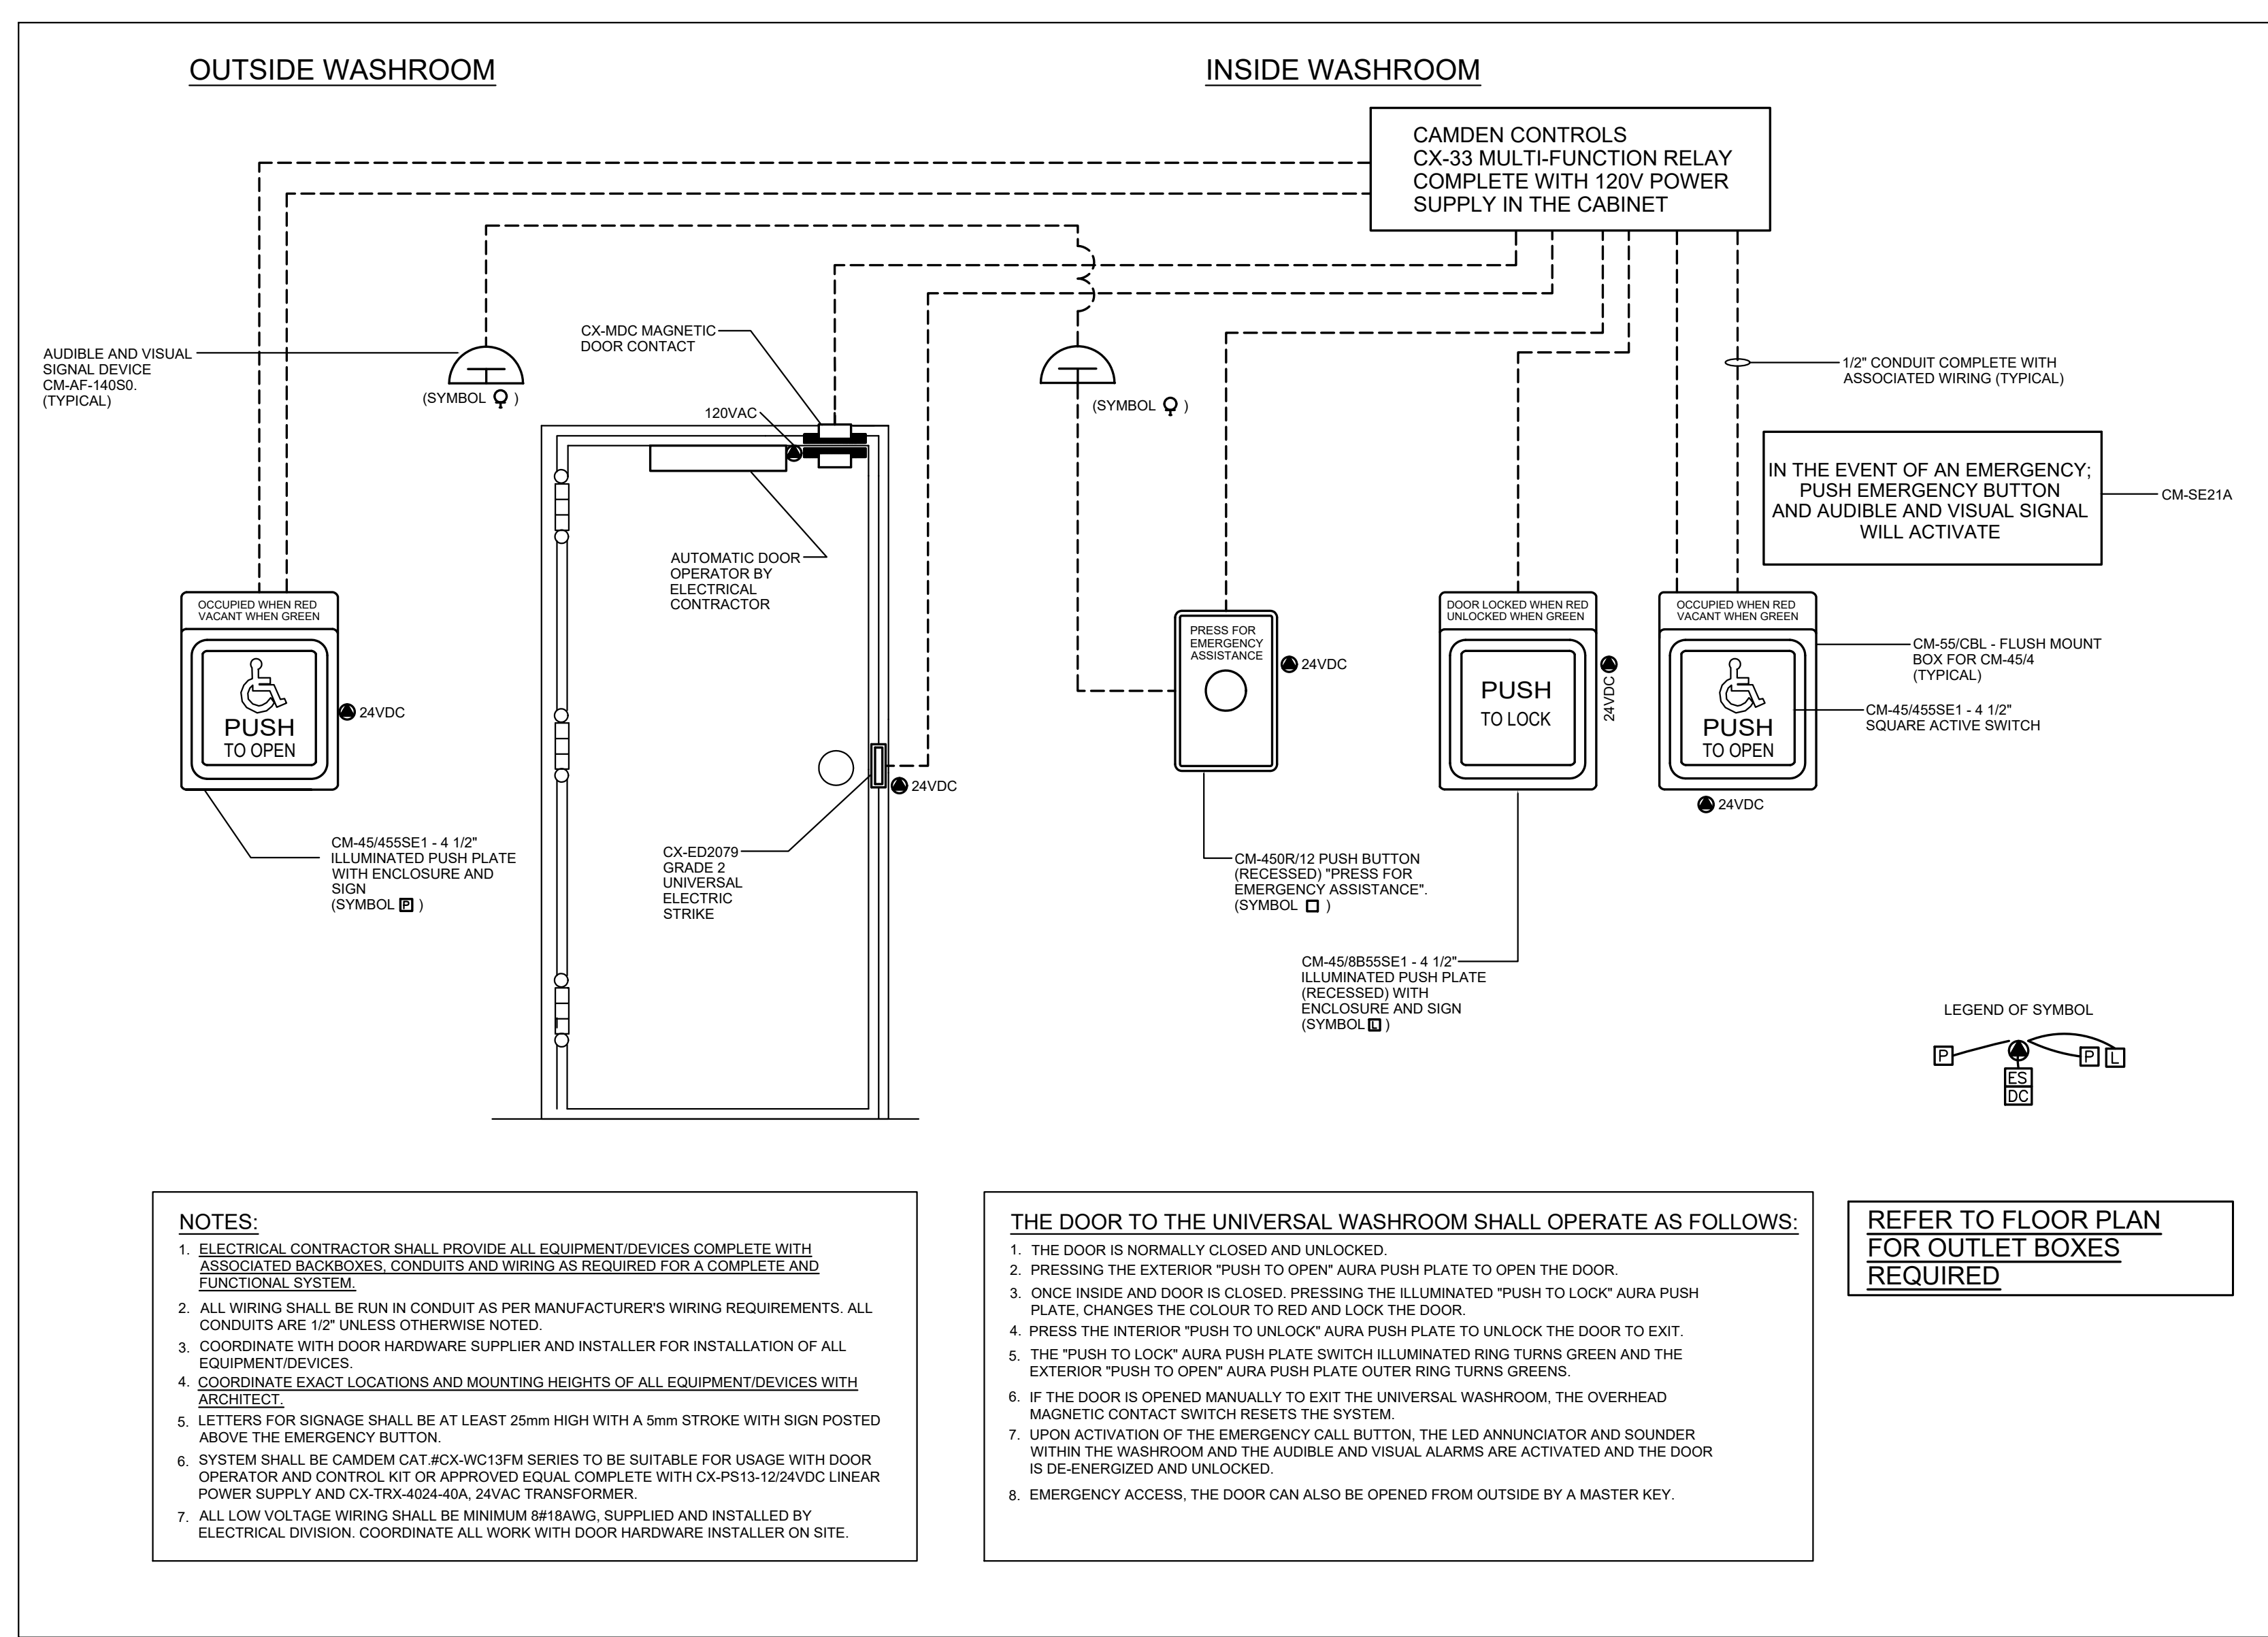 OUTSIDE WASHROOM
INSIDE WASHROOM
CAMDEN CONTROLS
CX-33 MULTI-FUNCTION RELAY
COMPLETE WITH 120V POWER
SUPPLY IN THE CABINET
AUDIBLE AND VISUAL
SIGNAL DEVICE
CM-AF-140S0.
(TYPICAL)
(SYMBOL )
CX-MDC MAGNETIC
DOOR CONTACT
120VAC
(SYMBOL )
1/2" CONDUIT COMPLETE WITH
ASSOCIATED WIRING (TYPICAL)
IN THE EVENT OF AN EMERGENCY;
PUSH EMERGENCY BUTTON
AND AUDIBLE AND VISUAL SIGNAL
WILL ACTIVATE
CM-SE21A
AUTOMATIC DOOR
OPERATOR BY
ELECTRICAL
CONTRACTOR
OCCUPIED WHEN RED
VACANT WHEN GREEN
PUSH
TO OPEN
24VDC
CM-45/455SE1 - 4 1/2"
ILLUMINATED PUSH PLATE
WITH ENCLOSURE AND
SIGN
(SYMBOL P )
CX-ED2079
GRADE 2
UNIVERSAL
ELECTRIC
STRIKE
24VDC
PRESS FOR
EMERGENCY
ASSISTANCE
24VDC
CM-450R/12 PUSH BUTTON
(RECESSED) "PRESS FOR
EMERGENCY ASSISTANCE".
(SYMBOL )
DOOR LOCKED WHEN RED
UNLOCKED WHEN GREEN
PUSH
TO LOCK
24VDC
CM-45/8B55SE1 - 4 1/2"
ILLUMINATED PUSH PLATE
(RECESSED) WITH
ENCLOSURE AND SIGN
(SYMBOL L )
OCCUPIED WHEN RED
VACANT WHEN GREEN
PUSH
TO OPEN
24VDC
CM-55/CBL - FLUSH MOUNT
BOX FOR CM-45/4
(TYPICAL)
CM-45/455SE1 - 4 1/2"
SQUARE ACTIVE SWITCH
LEGEND OF SYMBOL
P
P L
ES
DC
NOTES:
1. ELECTRICAL CONTRACTOR SHALL PROVIDE ALL EQUIPMENT/DEVICES COMPLETE WITH
ASSOCIATED BACKBOXES, CONDUITS AND WIRING AS REQUIRED FOR A COMPLETE AND
FUNCTIONAL SYSTEM.
2. ALL WIRING SHALL BE RUN IN CONDUIT AS PER MANUFACTURER'S WIRING REQUIREMENTS. ALL
CONDUITS ARE 1/2" UNLESS OTHERWISE NOTED.
3. COORDINATE WITH DOOR HARDWARE SUPPLIER AND INSTALLER FOR INSTALLATION OF ALL
EQUIPMENT/DEVICES.
4. COORDINATE EXACT LOCATIONS AND MOUNTING HEIGHTS OF ALL EQUIPMENT/DEVICES WITH
ARCHITECT.
5. LETTERS FOR SIGNAGE SHALL BE AT LEAST 25mm HIGH WITH A 5mm STROKE WITH SIGN POSTED
ABOVE THE EMERGENCY BUTTON.
6. SYSTEM SHALL BE CAMDEM CAT.#CX-WC13FM SERIES TO BE SUITABLE FOR USAGE WITH DOOR
OPERATOR AND CONTROL KIT OR APPROVED EQUAL COMPLETE WITH CX-PS13-12/24VDC LINEAR
POWER SUPPLY AND CX-TRX-4024-40A, 24VAC TRANSFORMER.
7. ALL LOW VOLTAGE WIRING SHALL BE MINIMUM 8#18AWG, SUPPLIED AND INSTALLED BY
ELECTRICAL DIVISION. COORDINATE ALL WORK WITH DOOR HARDWARE INSTALLER ON SITE.
THE DOOR TO THE UNIVERSAL WASHROOM SHALL OPERATE AS FOLLOWS:
1. THE DOOR IS NORMALLY CLOSED AND UNLOCKED.
2. PRESSING THE EXTERIOR "PUSH TO OPEN" AURA PUSH PLATE TO OPEN THE DOOR.
3. ONCE INSIDE AND DOOR IS CLOSED. PRESSING THE ILLUMINATED "PUSH TO LOCK" AURA PUSH
PLATE, CHANGES THE COLOUR TO RED AND LOCK THE DOOR.
4. PRESS THE INTERIOR "PUSH TO UNLOCK" AURA PUSH PLATE TO UNLOCK THE DOOR TO EXIT.
5. THE "PUSH TO LOCK" AURA PUSH PLATE SWITCH ILLUMINATED RING TURNS GREEN AND THE
EXTERIOR "PUSH TO OPEN" AURA PUSH PLATE OUTER RING TURNS GREENS.
6. IF THE DOOR IS OPENED MANUALLY TO EXIT THE UNIVERSAL WASHROOM, THE OVERHEAD
MAGNETIC CONTACT SWITCH RESETS THE SYSTEM.
7. UPON ACTIVATION OF THE EMERGENCY CALL BUTTON, THE LED ANNUNCIATOR AND SOUNDER
WITHIN THE WASHROOM AND THE AUDIBLE AND VISUAL ALARMS ARE ACTIVATED AND THE DOOR
IS DE-ENERGIZED AND UNLOCKED.
8. EMERGENCY ACCESS, THE DOOR CAN ALSO BE OPENED FROM OUTSIDE BY A MASTER KEY.
REFER TO FLOOR PLAN
FOR OUTLET BOXES
REQUIRED